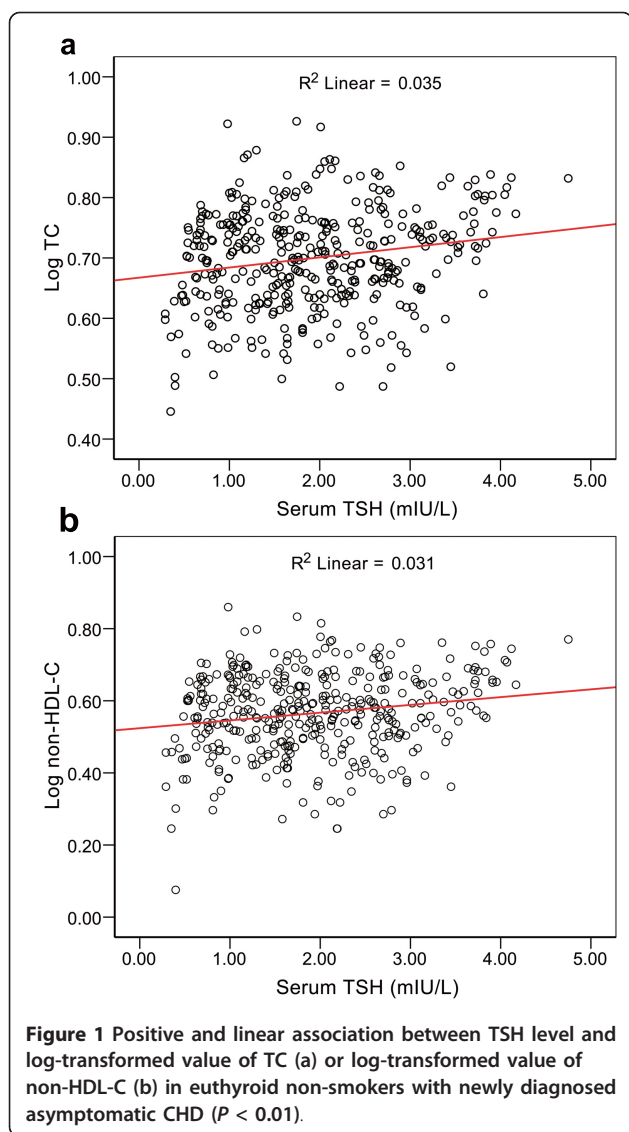 a
R² Linear = 0.035
1.00
0.90
0.80
0.70
0.60
0.50
0.40
Log TC
0.00 1.00 2.00 3.00 4.00 5.00
Serum TSH (mIU/L)
b
R² Linear = 0.031
1.00
0.80
0.60
0.40
0.20
0.00
Log non-HDL-C
0.00 1.00 2.00 3.00 4.00 5.00
Serum TSH (mIU/L)
Figure 1 Positive and linear association between TSH level and
log-transformed value of TC (a) or log-transformed value of
non-HDL-C (b) in euthyroid non-smokers with newly diagnosed
asymptomatic CHD (P < 0.01).